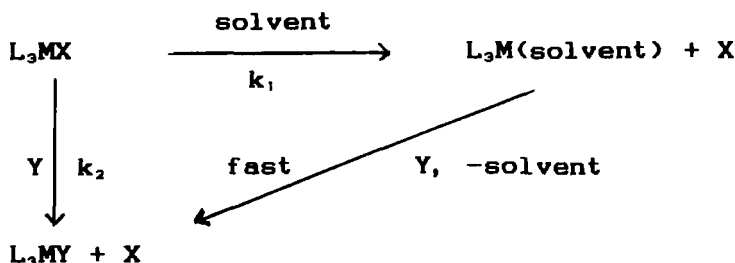 solvent
L₃MX
L₃M(solvent) + X
k₁
Y
k₂
fast
Y, -solvent
L₃MY + X